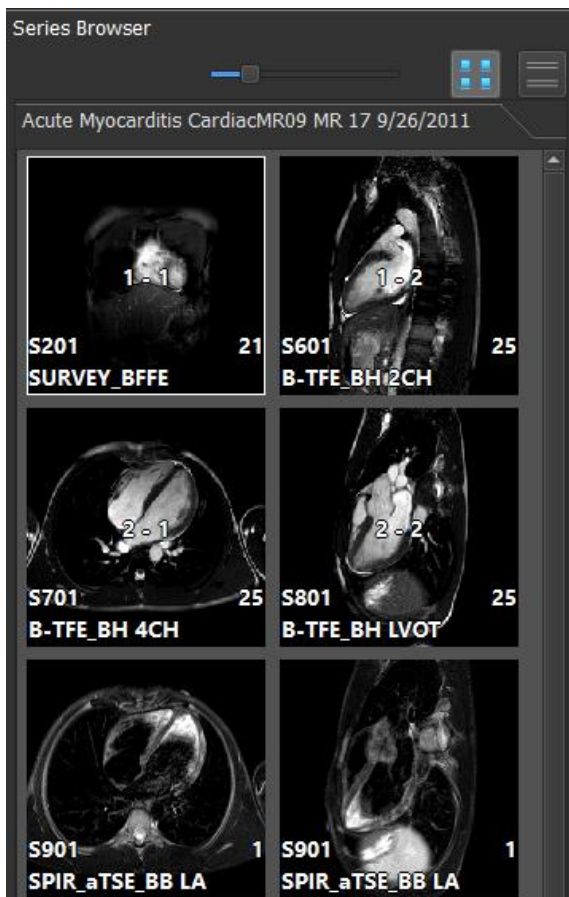 Series Browser
Acute Myocarditis CardiacMR09 MR 17 9/26/2011
1 - 1
S201 21
SURVEY_BFFE
1 - 2
S601 25
B-TFE_BH 2CH
2 - 1
S701 25
B-TFE_BH 4CH
2 - 2
S801 25
B-TFE_BH LVOT
S901 1
SPIR_aTSE_BB LA
S901 1
SPIR_aTSE_BB LA